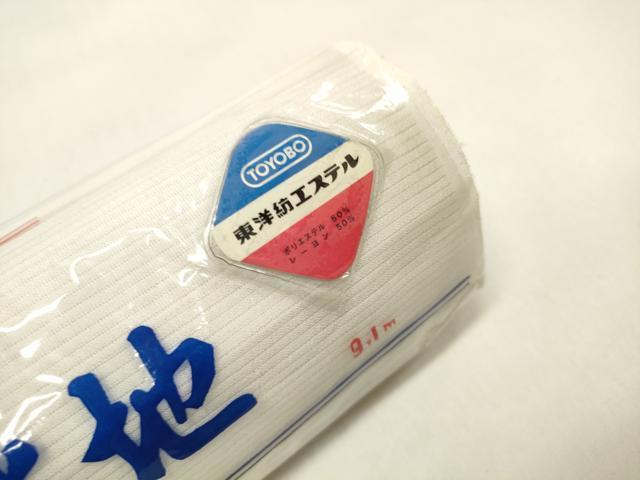 TOYOBO
東洋紡エステル
ポリエステル 50%
レーヨン 50%
9.1m
地